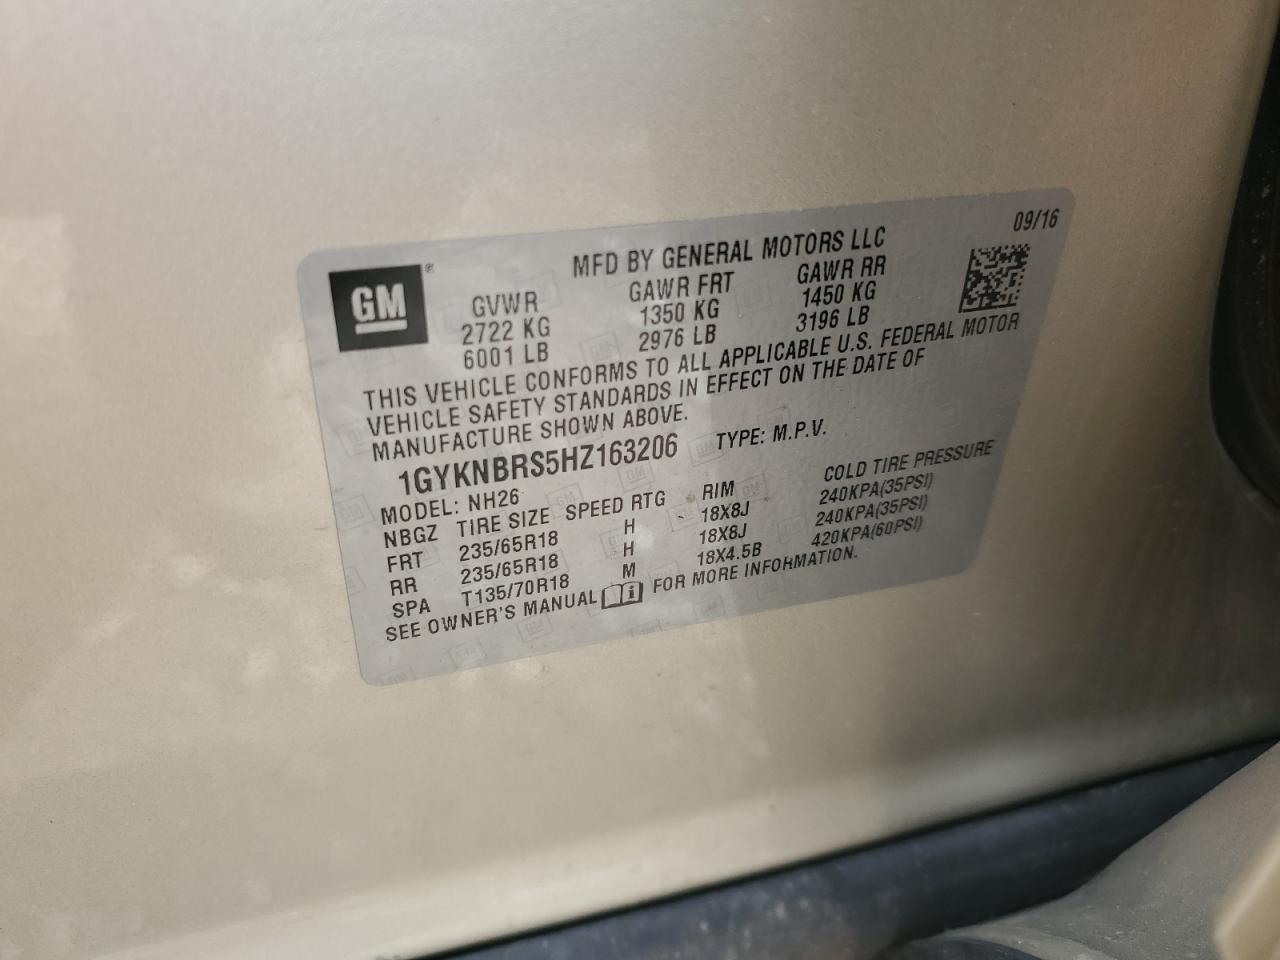 09/16
MFD BY GENERAL MOTORS LLC
GM®
GVWR GAWR FRT GAWR RR
2722 KG 1350 KG 1450 KG
6001 LB 2976 LB 3196 LB
THIS VEHICLE CONFORMS TO ALL APPLICABLE U.S. FEDERAL MOTOR
VEHICLE SAFETY STANDARDS IN EFFECT ON THE DATE OF
MANUFACTURE SHOWN ABOVE.
1GYKNBRS5HZ163206 TYPE: M.P.V.
MODEL: NH26
NBGZ TIRE SIZE SPEED RTG RIM COLD TIRE PRESSURE
FRT 235/65R18 H 18X8J 240KPA(35PSI)
RR 235/65R18 H 18X8J 240KPA(35PSI)
SPA T135/70R18 M 18X4.5B 420KPA(60PSI)
SEE OWNER'S MANUAL FOR MORE INFORMATION.